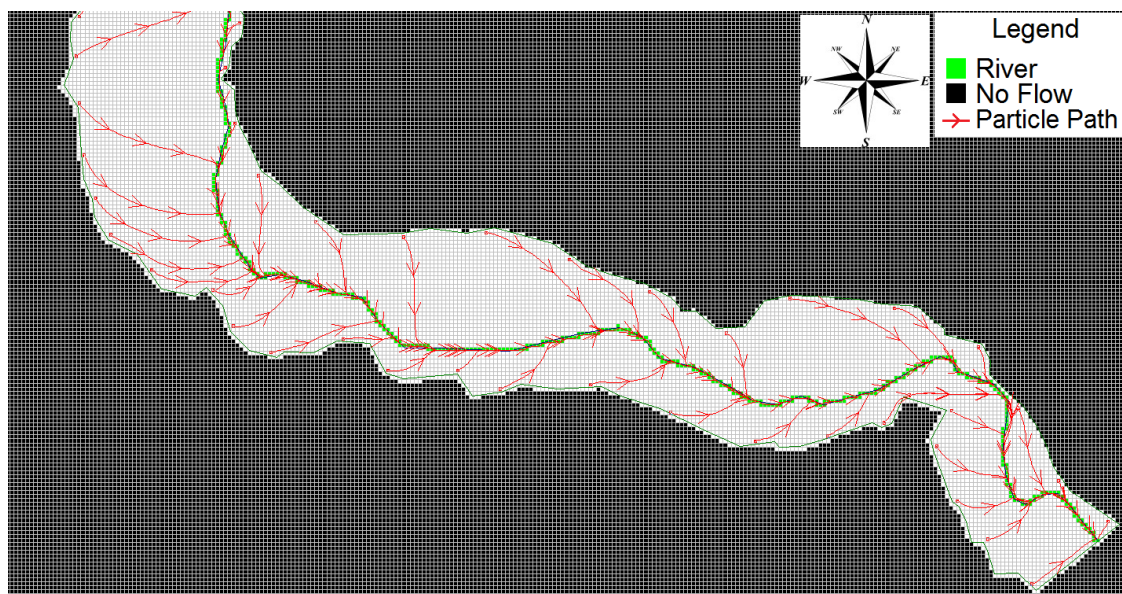 N
NW
NE
W
E
SW
SE
S
Legend
River
No Flow
Particle Path